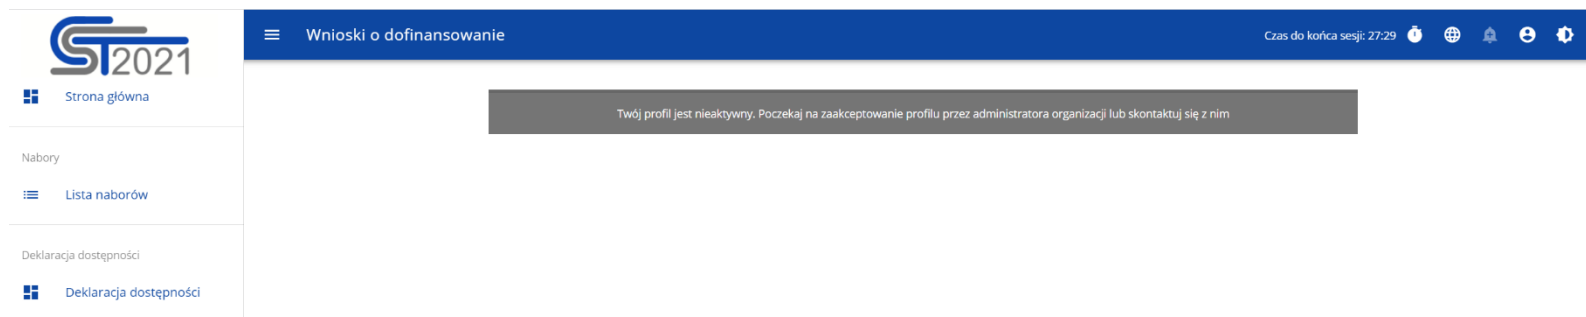 CST2021
Wnioski o dofinansowanie
Czas do końca sesji: 27:29
Strona główna
Twój profil jest nieaktywny. Poczekaj na zaakceptowanie profilu przez administratora organizacji lub skontaktuj się z nim
Nabory
Lista naborów
Deklaracja dostępności
Deklaracja dostępności